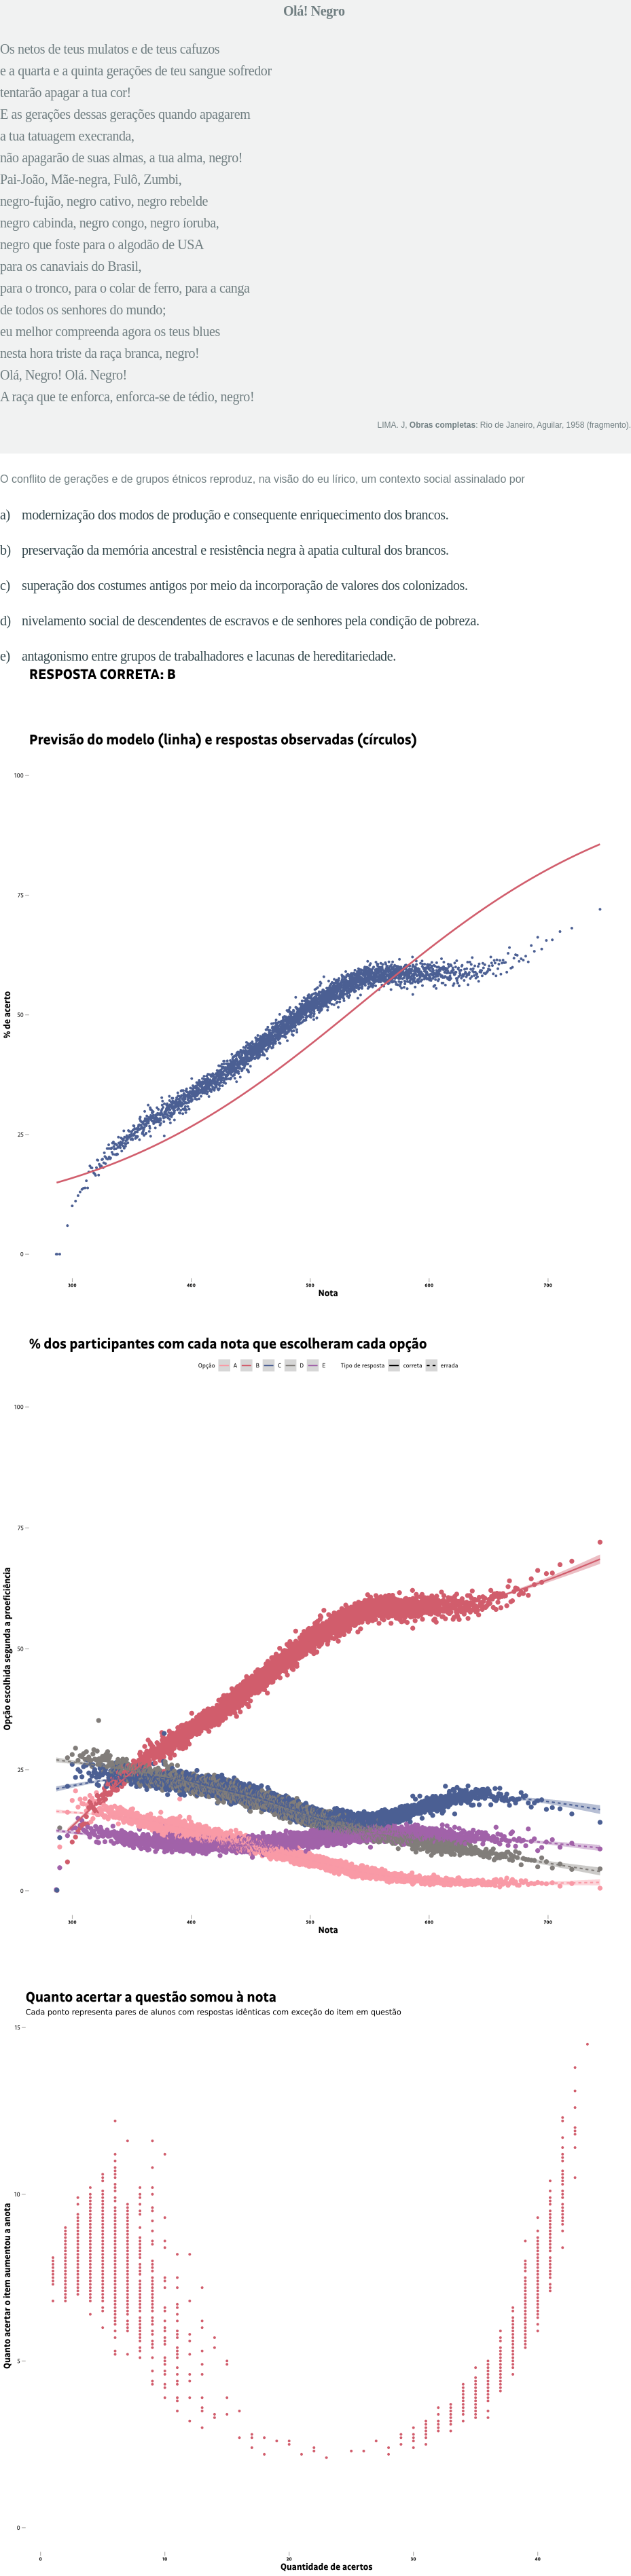 Olá! Negro
Os netos de teus mulatos e de teus cafuzos
e a quarta e a quinta gerações de teu sangue sofredor
tentarão apagar a tua cor!
E as gerações dessas gerações quando apagarem
a tua tatuagem execranda,
não apagarão de suas almas, a tua alma, negro!
Pai-João, Mãe-negra, Fulô, Zumbi,
negro-fujão, negro cativo, negro rebelde
negro cabinda, negro congo, negro íoruba,
negro que foste para o algodão de USA
para os canaviais do Brasil,
para o tronco, para o colar de ferro, para a canga
de todos os senhores do mundo;
eu melhor compreenda agora os teus blues
nesta hora triste da raça branca, negro!
Olá, Negro! Olá. Negro!
A raça que te enforca, enforca-se de tédio, negro!
LIMA. J, Obras completas: Rio de Janeiro, Aguilar, 1958 (fragmento).
O conflito de gerações e de grupos étnicos reproduz, na visão do eu lírico, um contexto social assinalado por
a) modernização dos modos de produção e consequente enriquecimento dos brancos.
b) preservação da memória ancestral e resistência negra à apatia cultural dos brancos.
c) superação dos costumes antigos por meio da incorporação de valores dos colonizados.
d) nivelamento social de descendentes de escravos e de senhores pela condição de pobreza.
e) antagonismo entre grupos de trabalhadores e lacunas de hereditariedade.
RESPOSTA CORRETA: B
Previsão do modelo (linha) e respostas observadas (círculos)
100
75
50
25
0
% de acerto
300 400 500 600 700
Nota
% dos participantes com cada nota que escolheram cada opção
Opção A B C D E Tipo de resposta correta errada
100
75
50
25
0
Opção escolhida segunda a proeficiência
300 400 500 600 700
Nota
Quanto acertar a questão somou à nota
Cada ponto representa pares de alunos com respostas idênticas com exceção do item em questão
15
10
5
0
Quanto acertar o item aumentou a anota
0 10 20 30 40
Quantidade de acertos